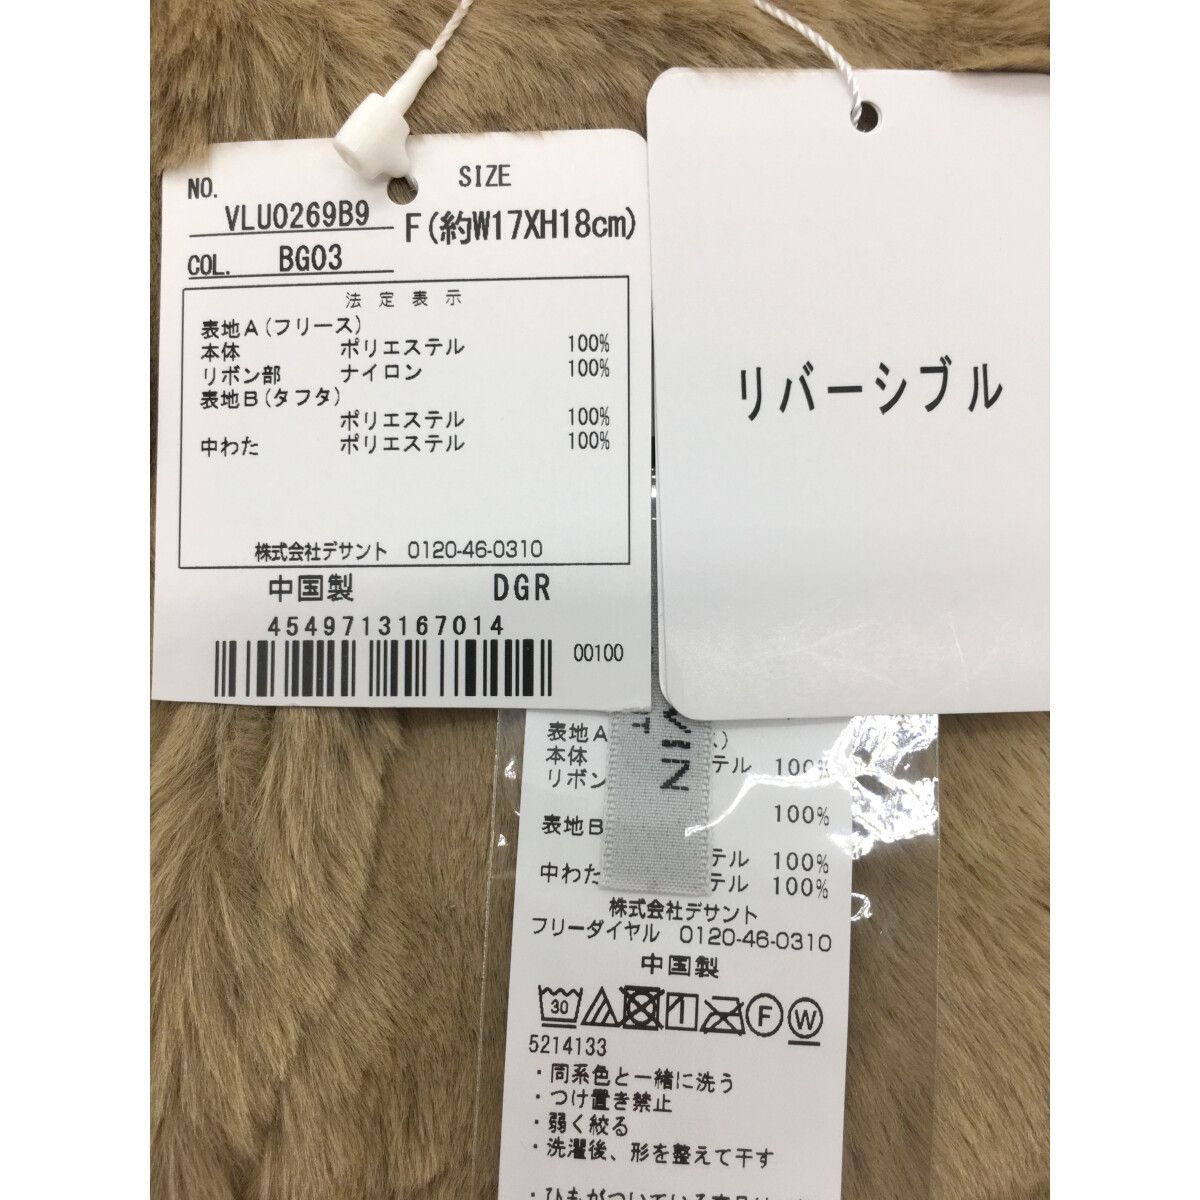 NO. VLU0269B9
SIZE
F(約W17XH18cm)
COL. BG03
法定表示
表地A(フリース)
本体 ポリエステル 100%
リボン部 ナイロン 100%
表地B(タフタ)
ポリエステル 100%
中わた ポリエステル 100%
株式会社デサント 0120-46-0310
中国製 DGR
4549713167014
00100
リバーシブル
表地A
本体 テル 100%
リボン
100%
表地B
テル 100%
中わた テル 100%
株式会社デサント
フリーダイヤル 0120-46-0310
中国製
30 F W
5214133
・同系色と一緒に洗う
・つけ置き禁止
・弱く絞る
・洗濯後、形を整えて干す